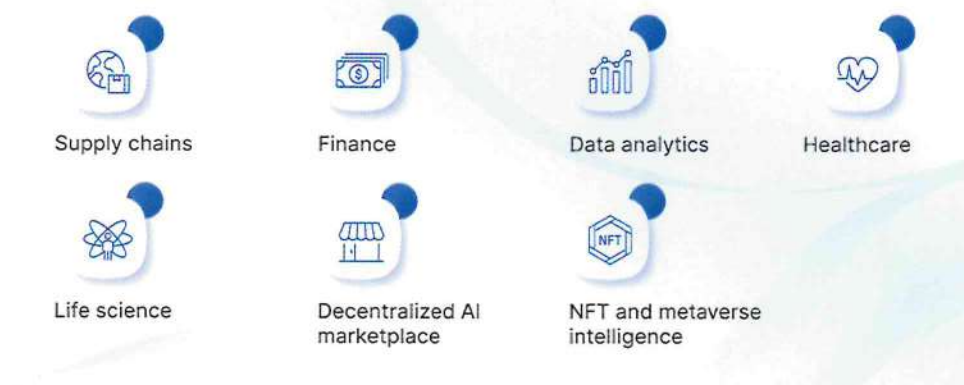 Supply chains
Finance
Data analytics
Healthcare
Life science
Decentralized AI
marketplace
NFT
NFT and metaverse
intelligence